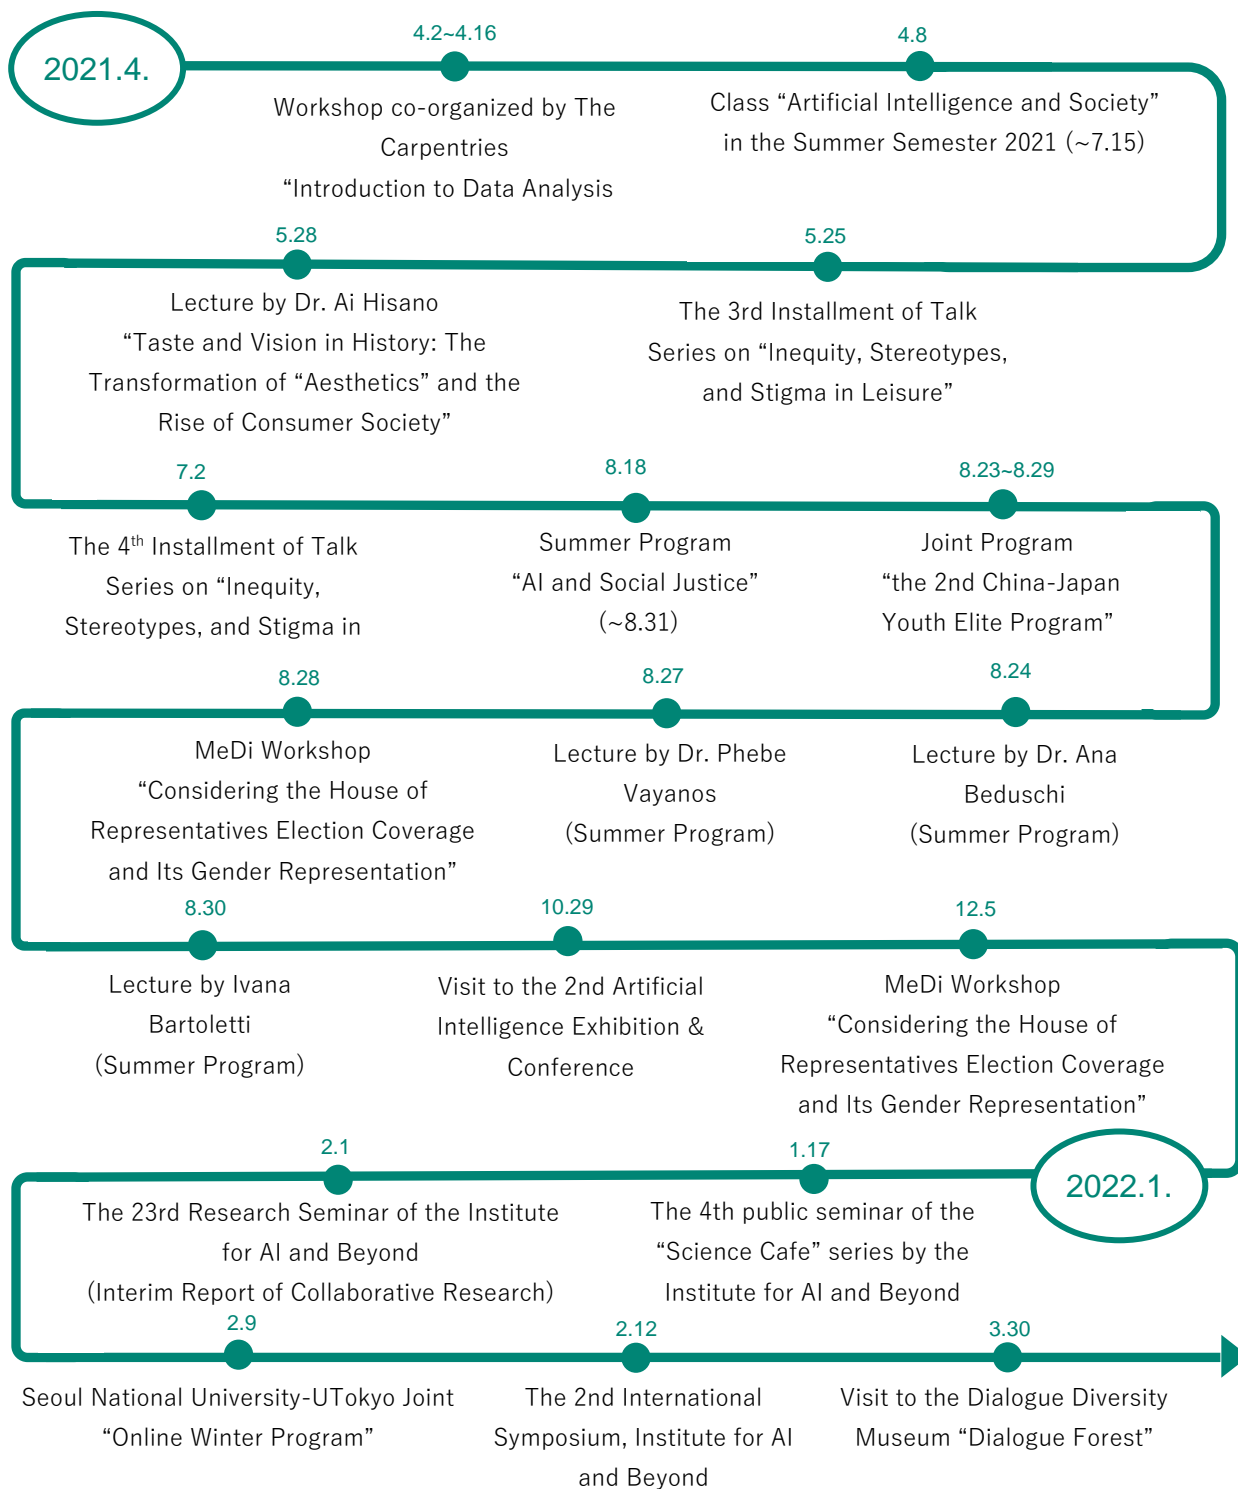 2021.4.
4.2~4.16
Workshop co-organized by The
Carpentries
“Introduction to Data Analysis
4.8
Class “Artificial Intelligence and Society”
in the Summer Semester 2021 (~7.15)
5.25
The 3rd Installment of Talk
Series on “Inequity, Stereotypes,
and Stigma in Leisure”
5.28
Lecture by Dr. Ai Hisano
“Taste and Vision in History: The
Transformation of “Aesthetics” and the
Rise of Consumer Society”
7.2
The 4th Installment of Talk
Series on “Inequity,
Stereotypes, and Stigma in
8.18
Summer Program
“AI and Social Justice”
(~8.31)
8.23~8.29
Joint Program
“the 2nd China-Japan
Youth Elite Program”
8.24
Lecture by Dr. Ana
Beduschi
(Summer Program)
8.27
Lecture by Dr. Phebe
Vayanos
(Summer Program)
8.28
MeDi Workshop
“Considering the House of
Representatives Election Coverage
and Its Gender Representation”
8.30
Lecture by Ivana
Bartoletti
(Summer Program)
10.29
Visit to the 2nd Artificial
Intelligence Exhibition &
Conference
12.5
MeDi Workshop
“Considering the House of
Representatives Election Coverage
and Its Gender Representation”
2022.1.
1.17
The 4th public seminar of the
“Science Cafe” series by the
Institute for AI and Beyond
2.1
The 23rd Research Seminar of the Institute
for AI and Beyond
(Interim Report of Collaborative Research)
2.9
Seoul National University-UTokyo Joint
“Online Winter Program”
2.12
The 2nd International
Symposium, Institute for AI
and Beyond
3.30
Visit to the Dialogue Diversity
Museum “Dialogue Forest”